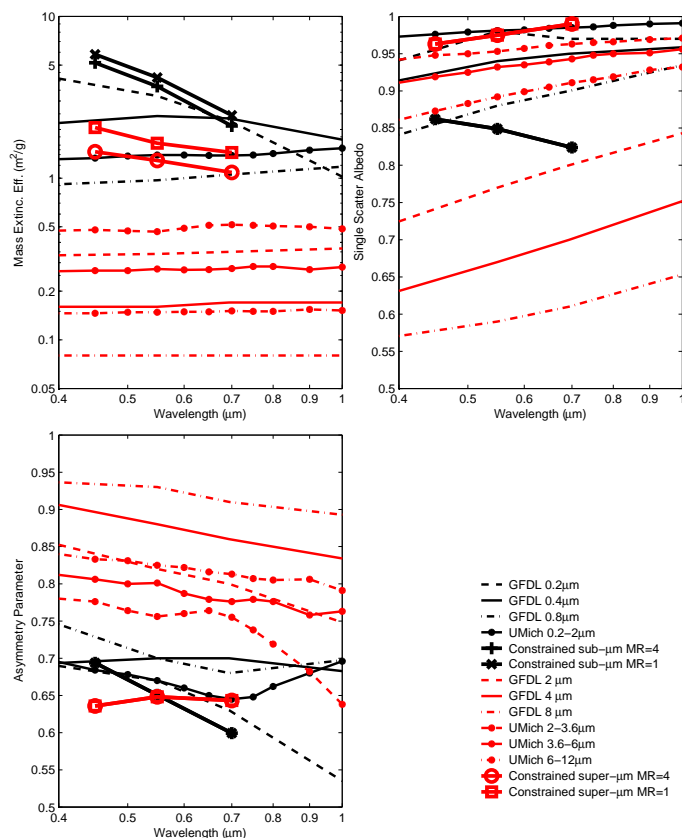 10
5
2
1
0.5
0.2
0.1
0.05
0.4
0.5
0.6
0.7
0.8
0.9
1
Wavelength (μm)
Mass Extinc. Eff. (m²/g)
1
0.95
0.9
0.85
0.8
0.75
0.7
0.65
0.6
0.55
0.5
0.4
0.5
0.6
0.7
0.8
0.9
1
Wavelength (μm)
Single Scatter Albedo
1
0.95
0.9
0.85
0.8
0.75
0.7
0.65
0.6
0.55
0.5
0.4
0.5
0.6
0.7
0.8
0.9
1
Wavelength (μm)
Asymmetry Parameter
GFDL 0.2μm
GFDL 0.4μm
GFDL 0.8μm
UMich 0.2−2μm
Constrained sub−μm MR=4
Constrained sub−μm MR=1
GFDL 2 μm
GFDL 4 μm
GFDL 8 μm
UMich 2−3.6μm
UMich 3.6−6μm
UMich 6−12μm
Constrained super−μm MR=4
Constrained super−μm MR=1